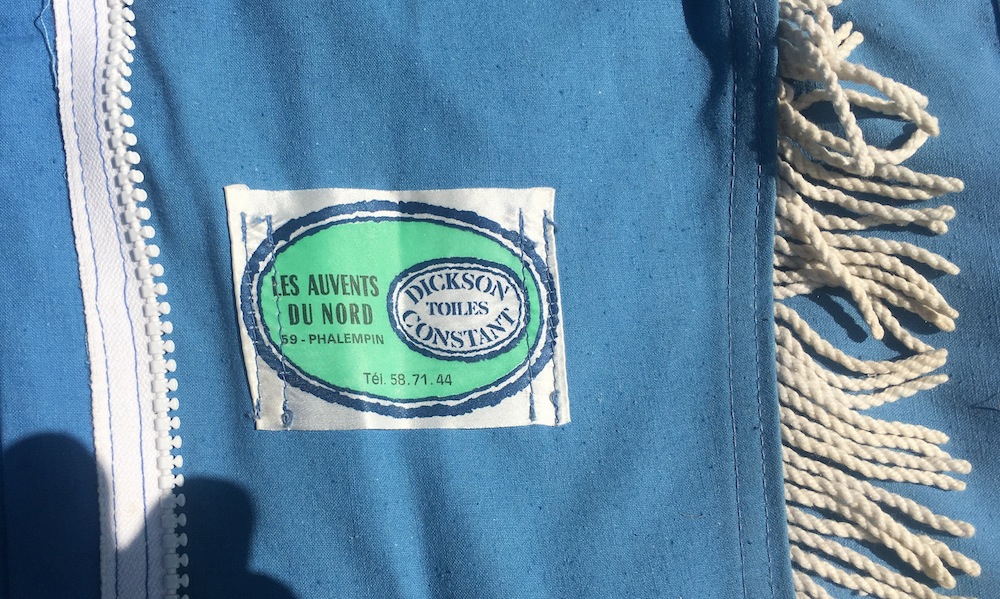 LES AUVENTS
DU NORD
59 - PHALEMPIN
Tél. 58.71.44
DICKSON
TOILES
CONSTANT